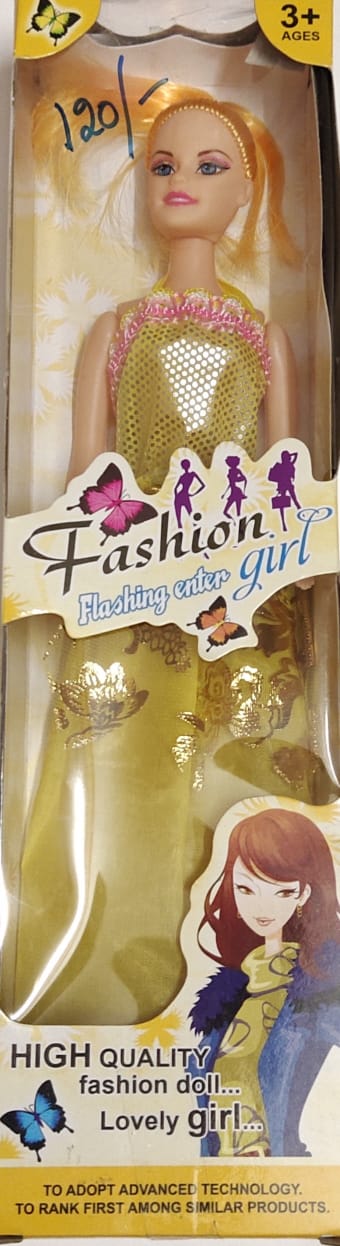 3+
AGES
120/-
Fashion
girl
Flashing enter
HIGH QUALITY
fashion doll...
Lovely girl...
TO ADOPT ADVANCED TECHNOLOGY.
TO RANK FIRST AMONG SIMILAR PRODUCTS.